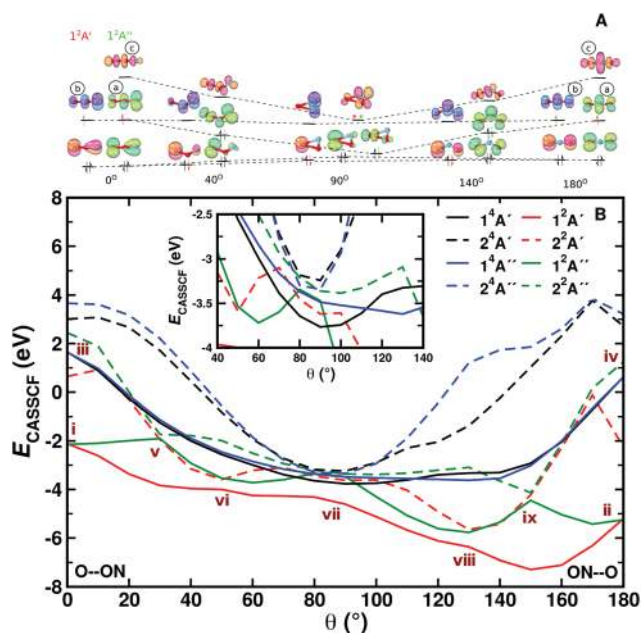 A
1²A′ 1²A″
c c
b a b a
0° 40° 90° 140° 180°
B
E_CASSCF (eV)
8
6
4
2
0
-2
-4
-6
-8
0 20 40 60 80 100 120 140 160 180
θ (°)
E_CASSCF (eV)
-2.5
-3
-3.5
-4
40 60 80 100 120 140
θ (°)
1⁴A′ 1²A′
2⁴A′ 2²A′
1⁴A″ 1²A″
2⁴A″ 2²A″
iii
i
v
vi
vii
viii
ix
iv
ii
O--ON
ON--O